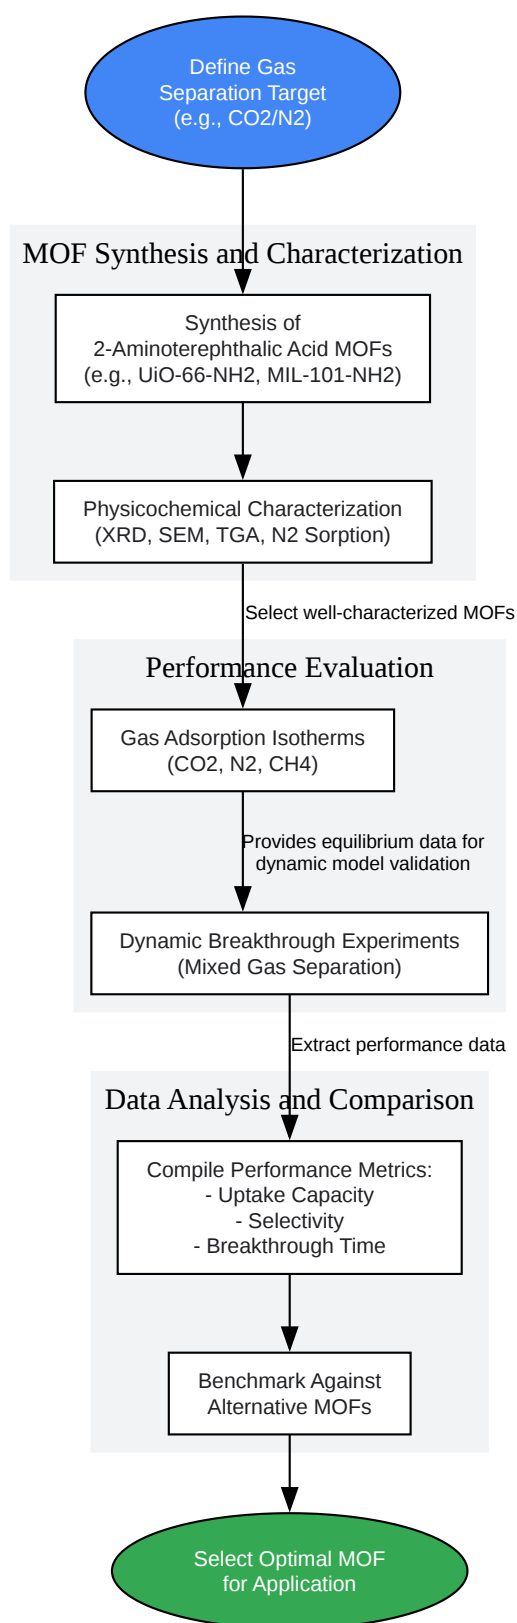 Define Gas
Separation Target
(e.g., CO2/N2)
MOF Synthesis and Characterization
Synthesis of
2-Aminoterephthalic Acid MOFs
(e.g., UiO-66-NH2, MIL-101-NH2)
Physicochemical Characterization
(XRD, SEM, TGA, N2 Sorption)
Select well-characterized MOFs
Performance Evaluation
Gas Adsorption Isotherms
(CO2, N2, CH4)
Provides equilibrium data for
dynamic model validation
Dynamic Breakthrough Experiments
(Mixed Gas Separation)
Extract performance data
Data Analysis and Comparison
Compile Performance Metrics:
- Uptake Capacity
- Selectivity
- Breakthrough Time
Benchmark Against
Alternative MOFs
Select Optimal MOF
for Application